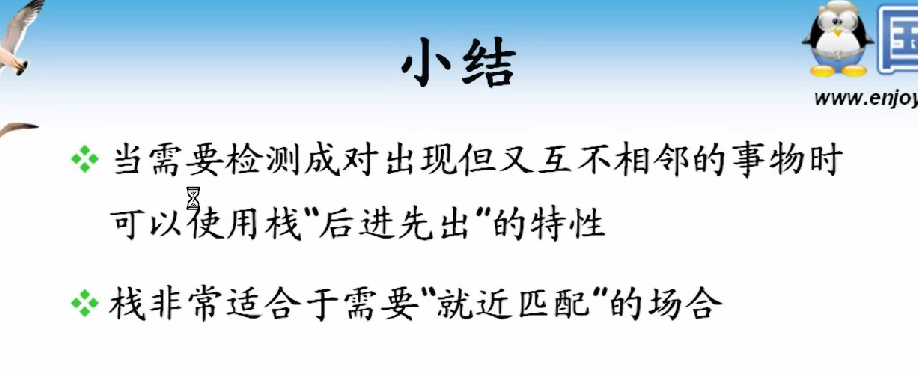 小结
国
www.enjoy
当需要检测成对出现但又互不相邻的事物时
可以使用栈“后进先出”的特性
栈非常适合于需要“就近匹配”的场合